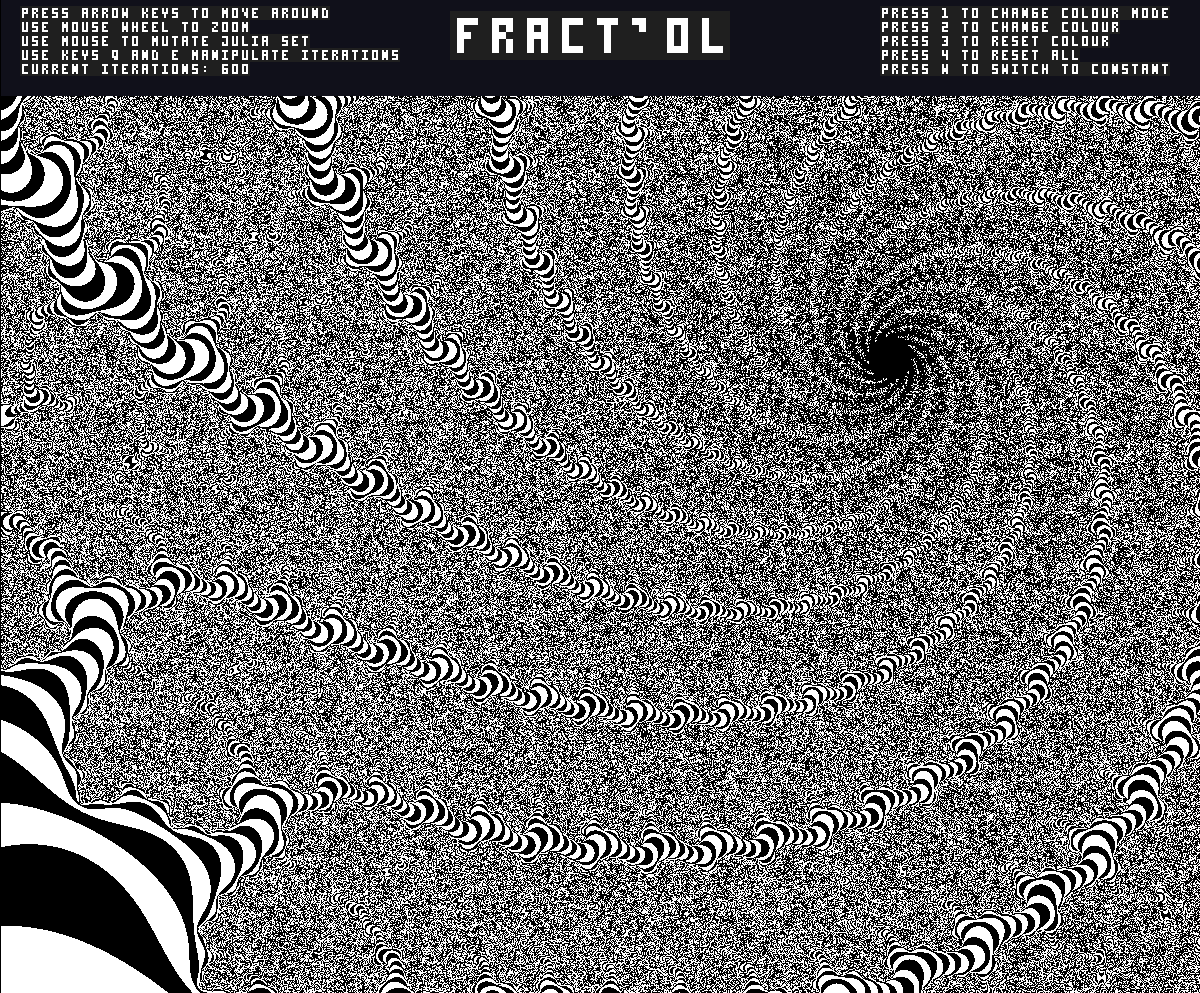 PRESS ARROW KEYS TO MOVE AROUND
USE MOUSE WHEEL TO ZOOM
USE MOUSE TO MUTATE JULIA SET
USE KEYS Q AND E MANIPULATE ITERATIONS
CURRENT ITERATIONS: 600
FRACT'OL
PRESS 1 TO CHANGE COLOUR MODE
PRESS 2 TO CHANGE COLOUR
PRESS 3 TO RESET COLOUR
PRESS 4 TO RESET ALL
PRESS W TO SWITCH TO CONSTANT